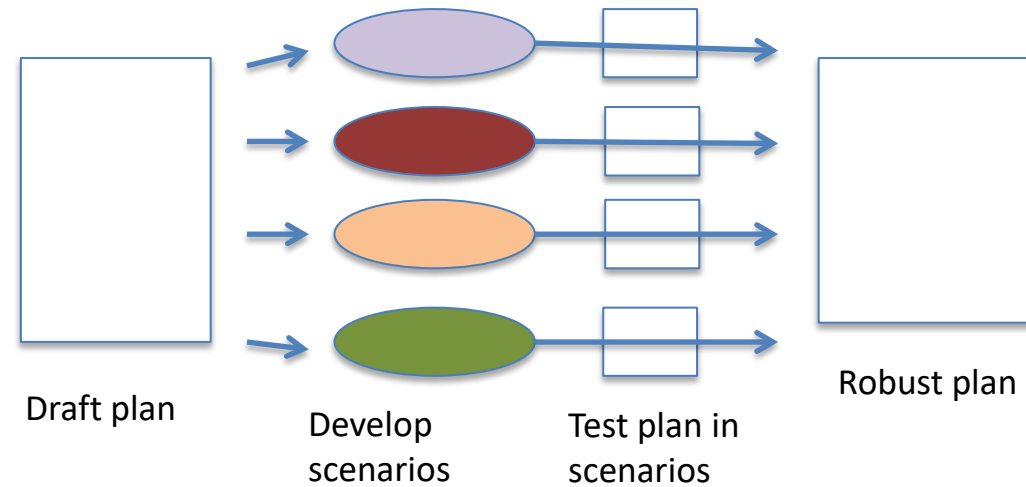 Draft plan
Develop
scenarios
Test plan in
scenarios
Robust plan